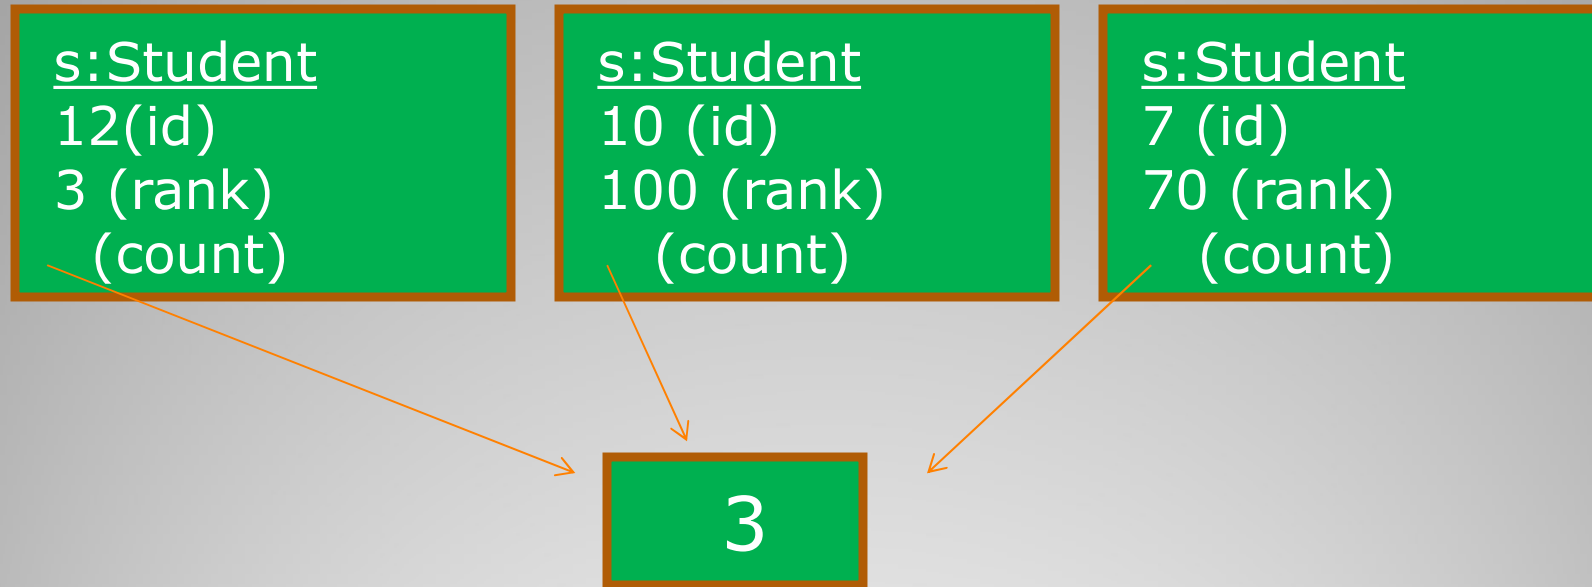 s:Student
12(id)
3 (rank)
(count)
s:Student
10 (id)
100 (rank)
(count)
s:Student
7 (id)
70 (rank)
(count)
3